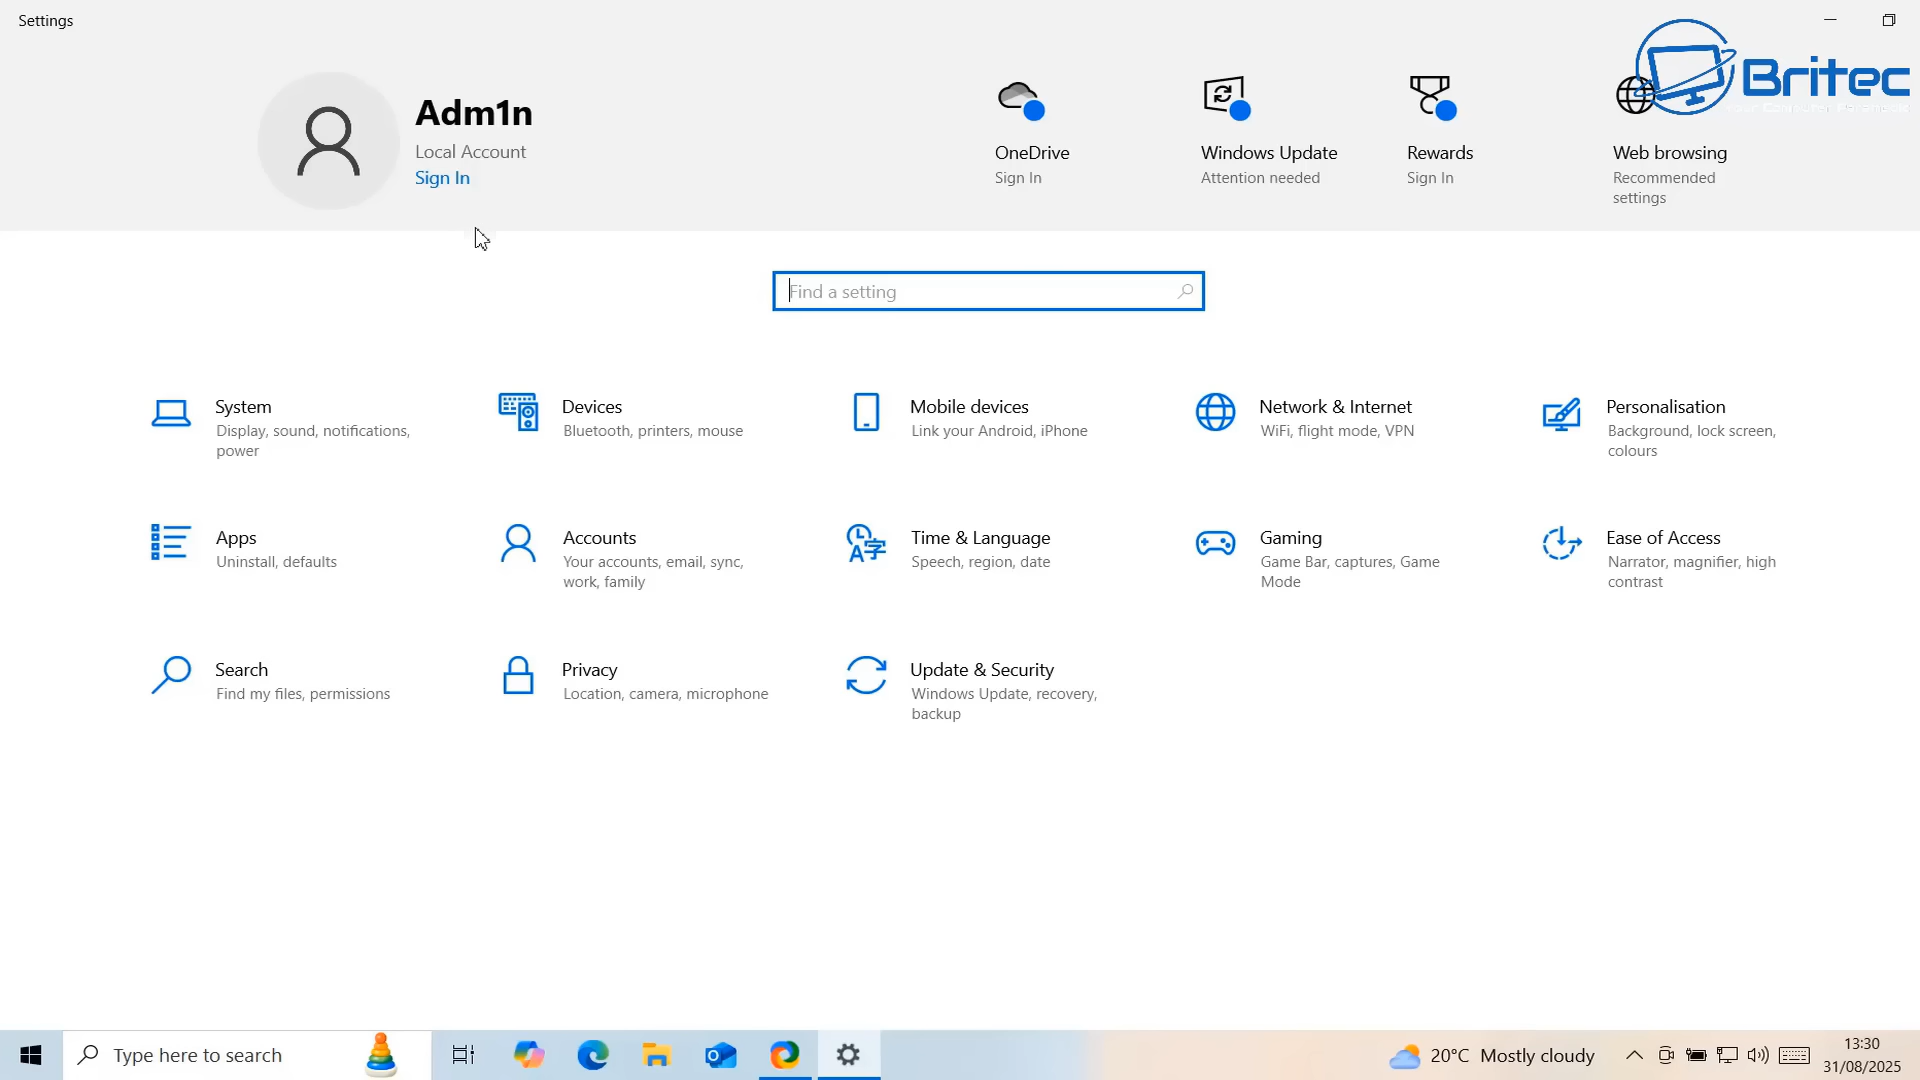 Settings
Britec
Adm1n
Local Account
Sign In
OneDrive
Sign In
Windows Update
Attention needed
Rewards
Sign In
Web browsing
Recommended
settings
Find a setting
System
Display, sound, notifications,
power
Devices
Bluetooth, printers, mouse
Mobile devices
Link your Android, iPhone
Network & Internet
WiFi, flight mode, VPN
Personalisation
Background, lock screen,
colours
Apps
Uninstall, defaults
Accounts
Your accounts, email, sync,
work, family
Time & Language
Speech, region, date
Gaming
Game Bar, captures, Game
Mode
Ease of Access
Narrator, magnifier, high
contrast
Search
Find my files, permissions
Privacy
Location, camera, microphone
Update & Security
Windows Update, recovery,
backup
Type here to search
20°C Mostly cloudy
13:30
31/08/2025